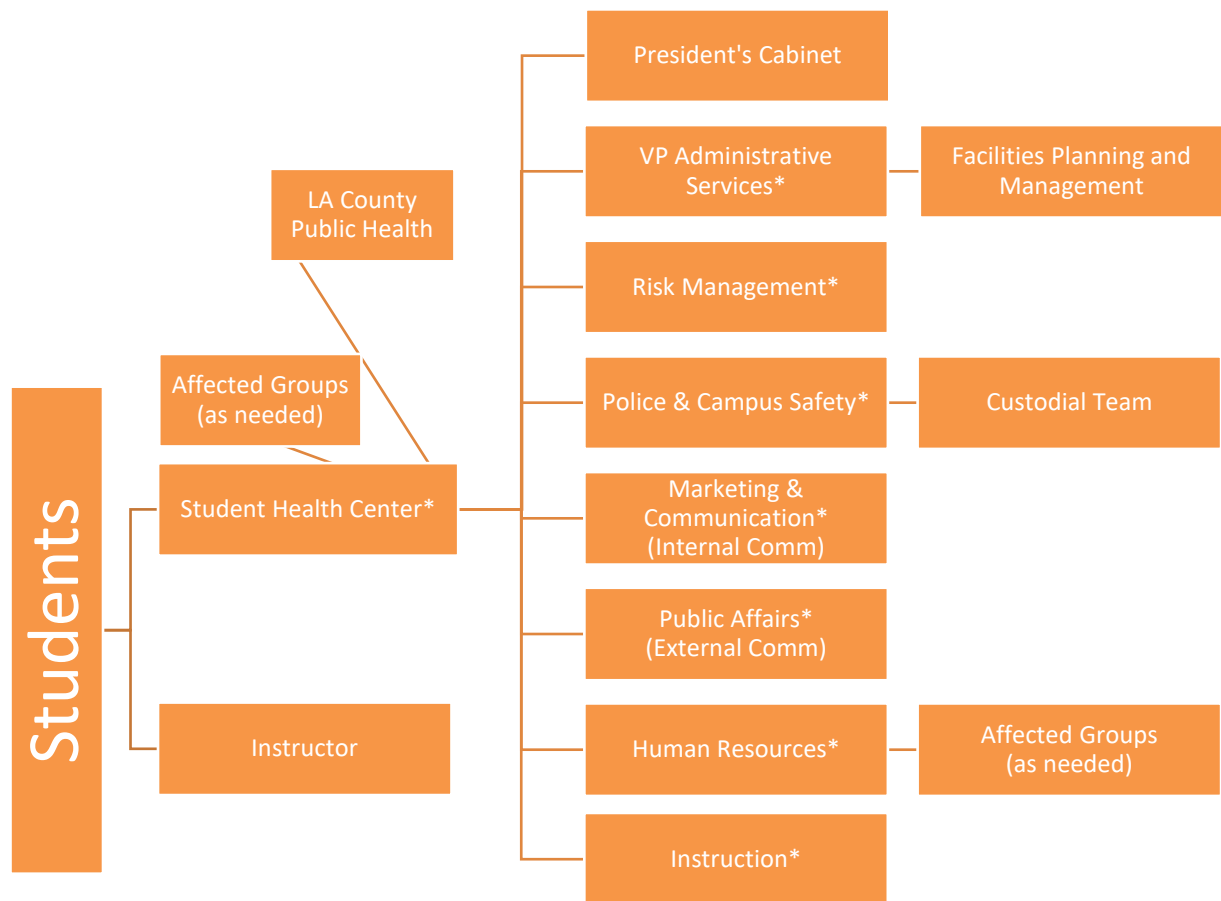 Students
LA County
Public Health
Affected Groups
(as needed)
Student Health Center*
Instructor
President's Cabinet
VP Administrative
Services*
Facilities Planning and
Management
Risk Management*
Police & Campus Safety*
Custodial Team
Marketing &
Communication*
(Internal Comm)
Public Affairs*
(External Comm)
Human Resources*
Affected Groups
(as needed)
Instruction*